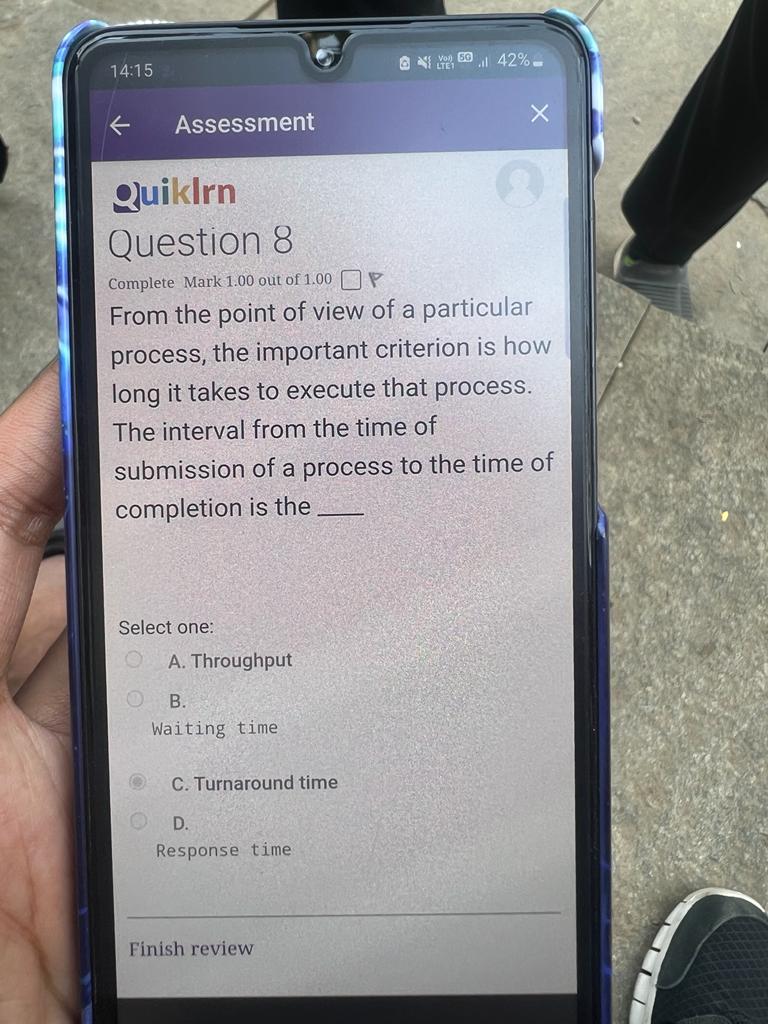 14:15 Vo) LTE1 5G 42%
← Assessment ×
Quiklrn
Question 8
Complete Mark 1.00 out of 1.00
From the point of view of a particular
process, the important criterion is how
long it takes to execute that process.
The interval from the time of
submission of a process to the time of
completion is the ____
Select one:
A. Throughput
B.
Waiting time
C. Turnaround time
D.
Response time
Finish review